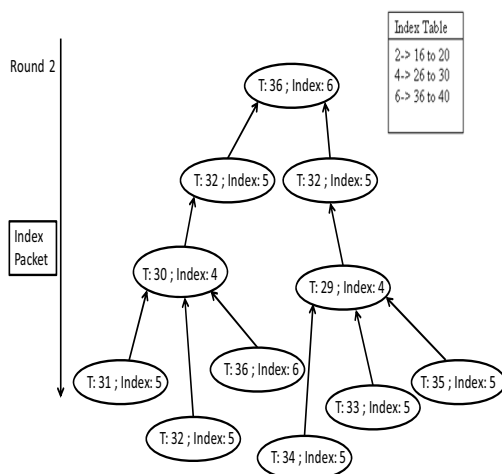 Index Table
2-> 16 to 20
4-> 26 to 30
6-> 36 to 40
Round 2
T: 36 ; Index: 6
T: 32 ; Index: 5
T: 32 ; Index: 5
Index
Packet
T: 30 ; Index: 4
T: 29 ; Index: 4
T: 31 ; Index: 5
T: 36 ; Index: 6
T: 35 ; Index: 5
T: 33 ; Index: 5
T: 32 ; Index: 5
T: 34 ; Index: 5